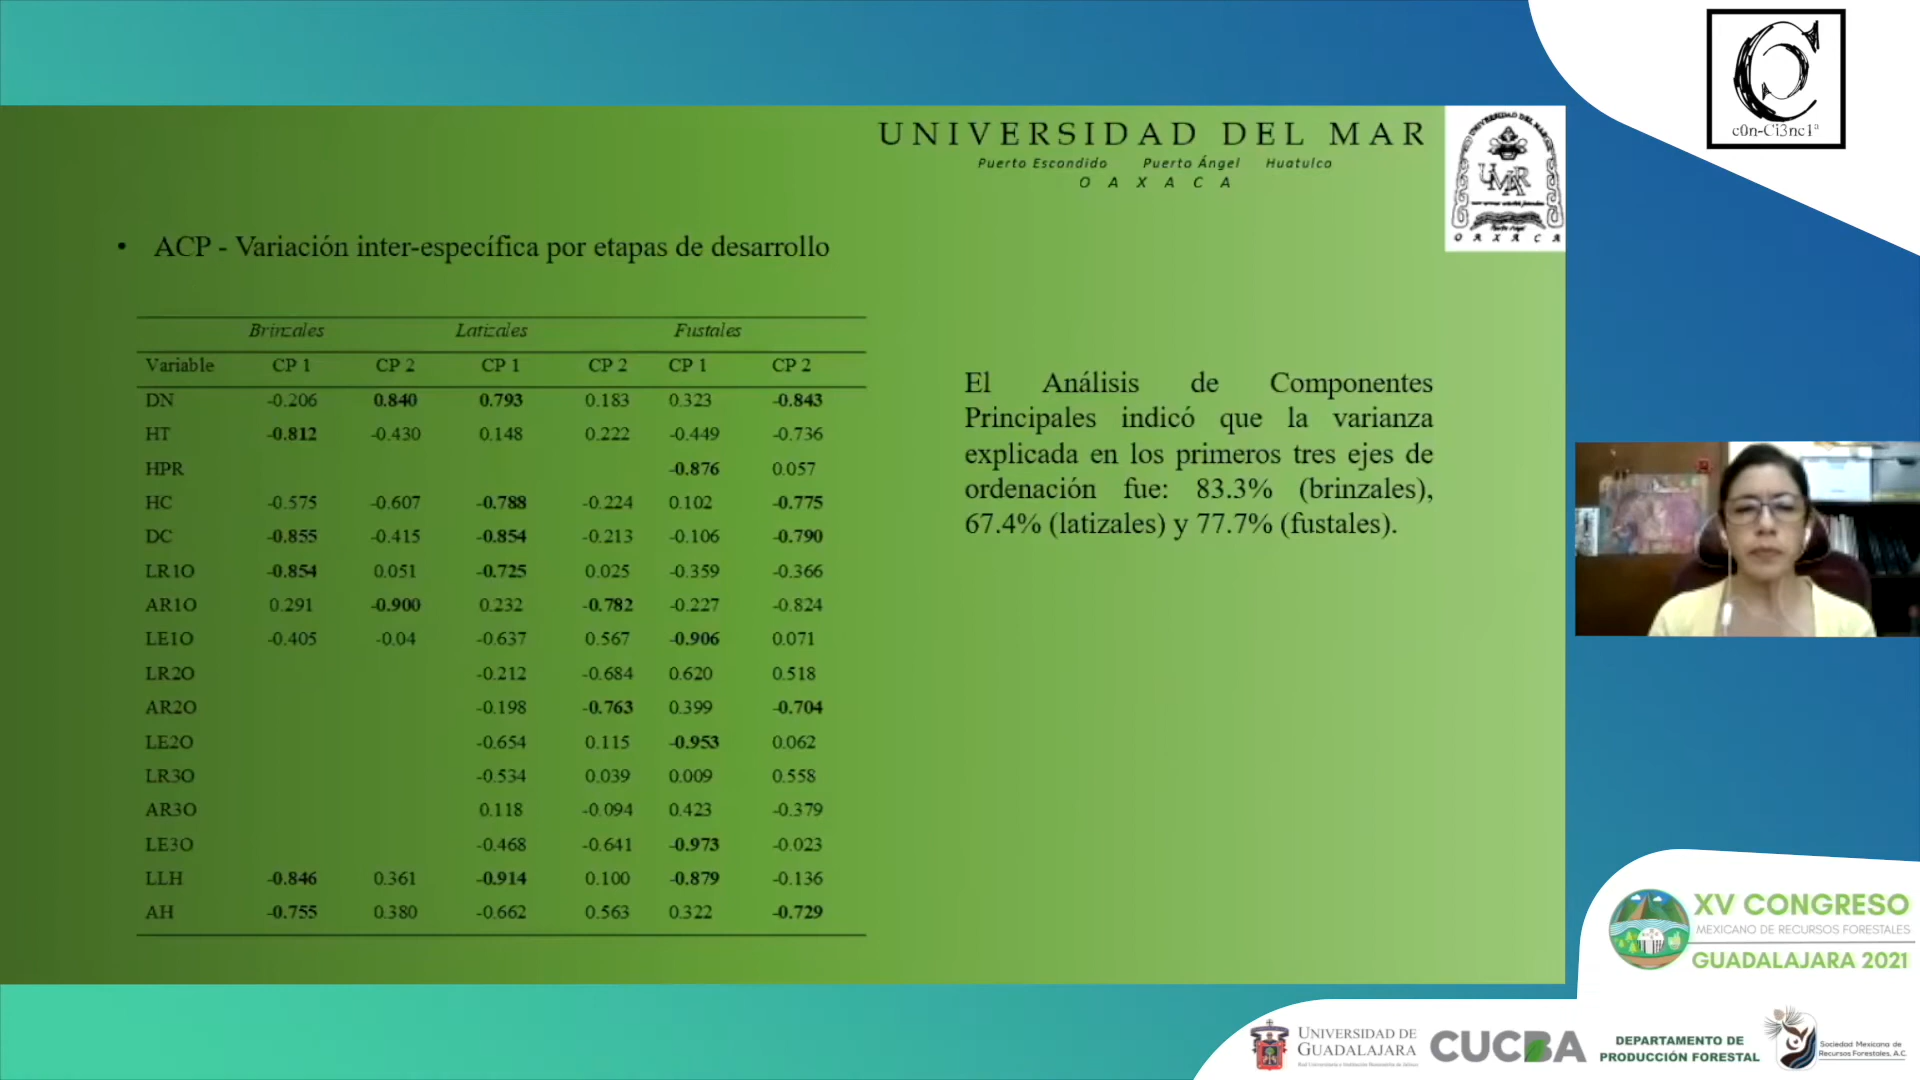 c0n-Ci3nc1ª
UNIVERSIDAD DEL MAR
Puerto Escondido Puerto Ángel Huatulco
O A X A C A
UNIVERSIDAD DEL MAR
UMAR
O A X A C A
• ACP - Variación inter-específica por etapas de desarrollo
Brinzales Latizales Fustales
Variable CP 1 CP 2 CP 1 CP 2 CP 1 CP 2
DN -0.206 0.840 0.793 0.183 0.323 -0.843
HT -0.812 -0.430 0.148 0.222 -0.449 -0.736
HPR -0.876 0.057
HC -0.575 -0.607 -0.788 -0.224 0.102 -0.775
DC -0.855 -0.415 -0.854 -0.213 -0.106 -0.790
LR1O -0.854 0.051 -0.725 0.025 -0.359 -0.366
AR1O 0.291 -0.900 0.232 -0.782 -0.227 -0.824
LE1O -0.405 -0.04 -0.637 0.567 -0.906 0.071
LR2O -0.212 -0.684 0.620 0.518
AR2O -0.198 -0.763 0.399 -0.704
LE2O -0.654 0.115 -0.953 0.062
LR3O -0.534 0.039 0.009 0.558
AR3O 0.118 -0.094 0.423 -0.379
LE3O -0.468 -0.641 -0.973 -0.023
LLH -0.846 0.361 -0.914 0.100 -0.879 -0.136
AH -0.755 0.380 -0.662 0.563 0.322 -0.729
El Análisis de Componentes
Principales indicó que la varianza
explicada en los primeros tres ejes de
ordenación fue: 83.3% (brinzales),
67.4% (latizales) y 77.7% (fustales).
XV CONGRESO
MEXICANO DE RECURSOS FORESTALES
GUADALAJARA 2021
UNIVERSIDAD DE
GUADALAJARA
CUCBA
DEPARTAMENTO DE
PRODUCCIÓN FORESTAL
Sociedad Mexicana de
Recursos Forestales, A.C.